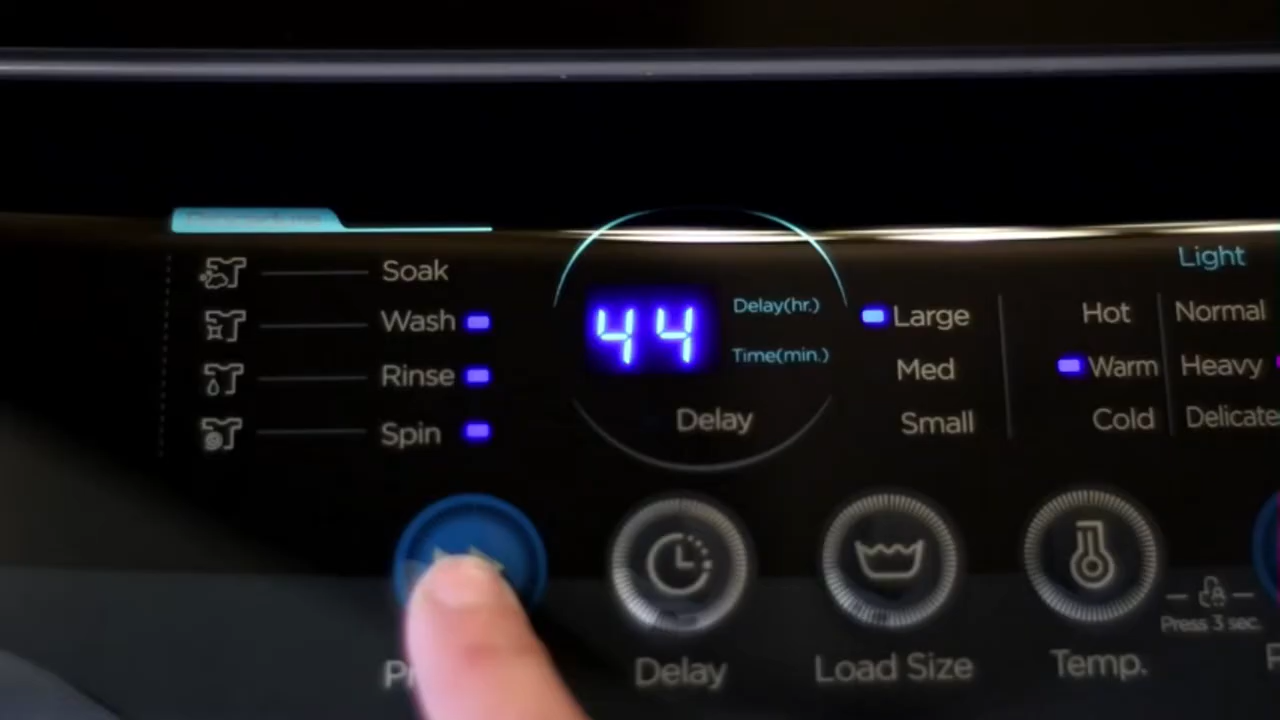 Soak
Wash
Rinse
Spin
44
Delay(hr.)
Time(min.)
Delay
Large
Med
Small
Hot
Warm
Cold
Light
Normal
Heavy
Delicate
Press 3 sec.
Delay
Load Size
Temp.